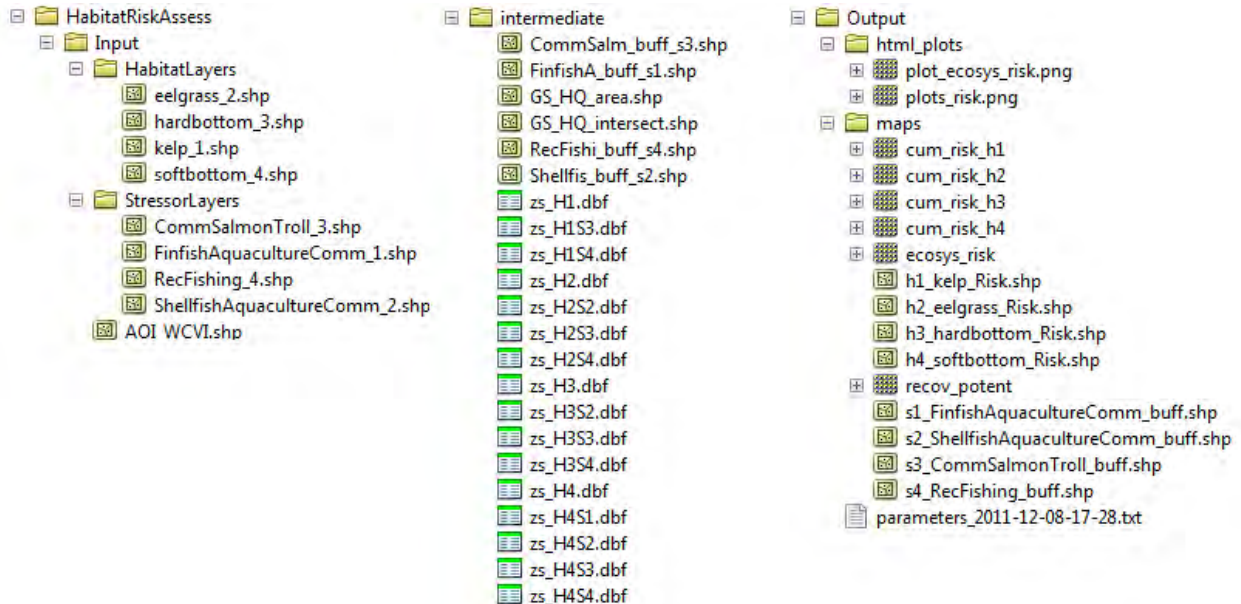 HabitatRiskAssess
Input
HabitatLayers
eelgrass_2.shp
hardbottom_3.shp
kelp_1.shp
softbottom_4.shp
StressorLayers
CommSalmonTroll_3.shp
FinfishAquacultureComm_1.shp
RecFishing_4.shp
ShellfishAquacultureComm_2.shp
AOI_WCVI.shp
intermediate
CommSalm_buff_s3.shp
FinfishA_buff_s1.shp
GS_HQ_area.shp
GS_HQ_intersect.shp
RecFishi_buff_s4.shp
Shellfis_buff_s2.shp
zs_H1.dbf
zs_H1S3.dbf
zs_H1S4.dbf
zs_H2.dbf
zs_H2S2.dbf
zs_H2S3.dbf
zs_H2S4.dbf
zs_H3.dbf
zs_H3S2.dbf
zs_H3S3.dbf
zs_H3S4.dbf
zs_H4.dbf
zs_H4S1.dbf
zs_H4S2.dbf
zs_H4S3.dbf
zs_H4S4.dbf
Output
html_plots
plot_ecosys_risk.png
plots_risk.png
maps
cum_risk_h1
cum_risk_h2
cum_risk_h3
cum_risk_h4
ecosys_risk
h1_kelp_Risk.shp
h2_eelgrass_Risk.shp
h3_hardbottom_Risk.shp
h4_softbottom_Risk.shp
recov_potent
s1_FinfishAquacultureComm_buff.shp
s2_ShellfishAquacultureComm_buff.shp
s3_CommSalmonTroll_buff.shp
s4_RecFishing_buff.shp
parameters_2011-12-08-17-28.txt